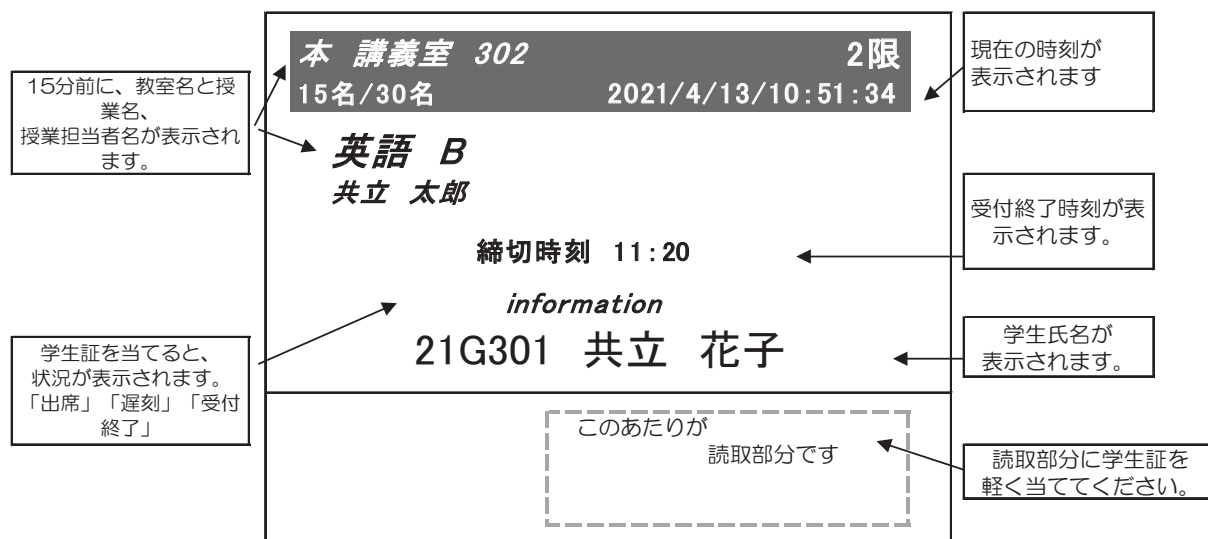 本 講義室 302 2限
15名/30名 2021/4/13/10:51:34
英語 B
共立 太郎
締切時刻 11:20
information
21G301 共立 花子
このあたりが
読取部分です
15分前に、教室名と授
業名、
授業担当者名が表示され
ます。
学生証を当てると、
状況が表示されます。
「出席」「遅刻」「受付
終了」
現在の時刻が
表示されます
受付終了時刻が表
示されます。
学生氏名が
表示されます。
読取部分に学生証を
軽く当ててください。